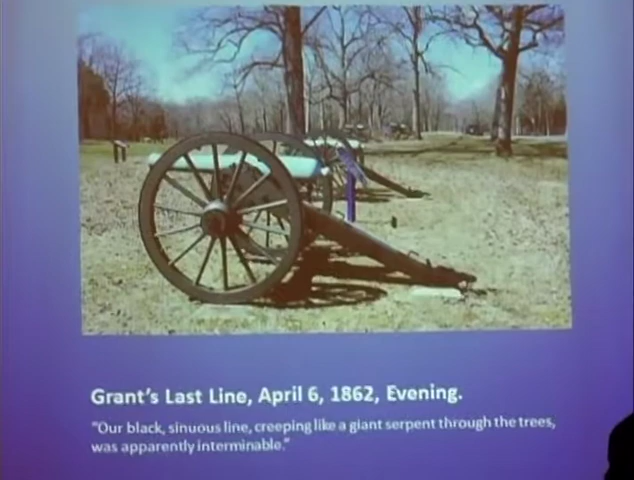 Grant's Last Line, April 6, 1862, Evening.
"Our black, sinuous line, creeping like a giant serpent through the trees,
was apparently interminable."